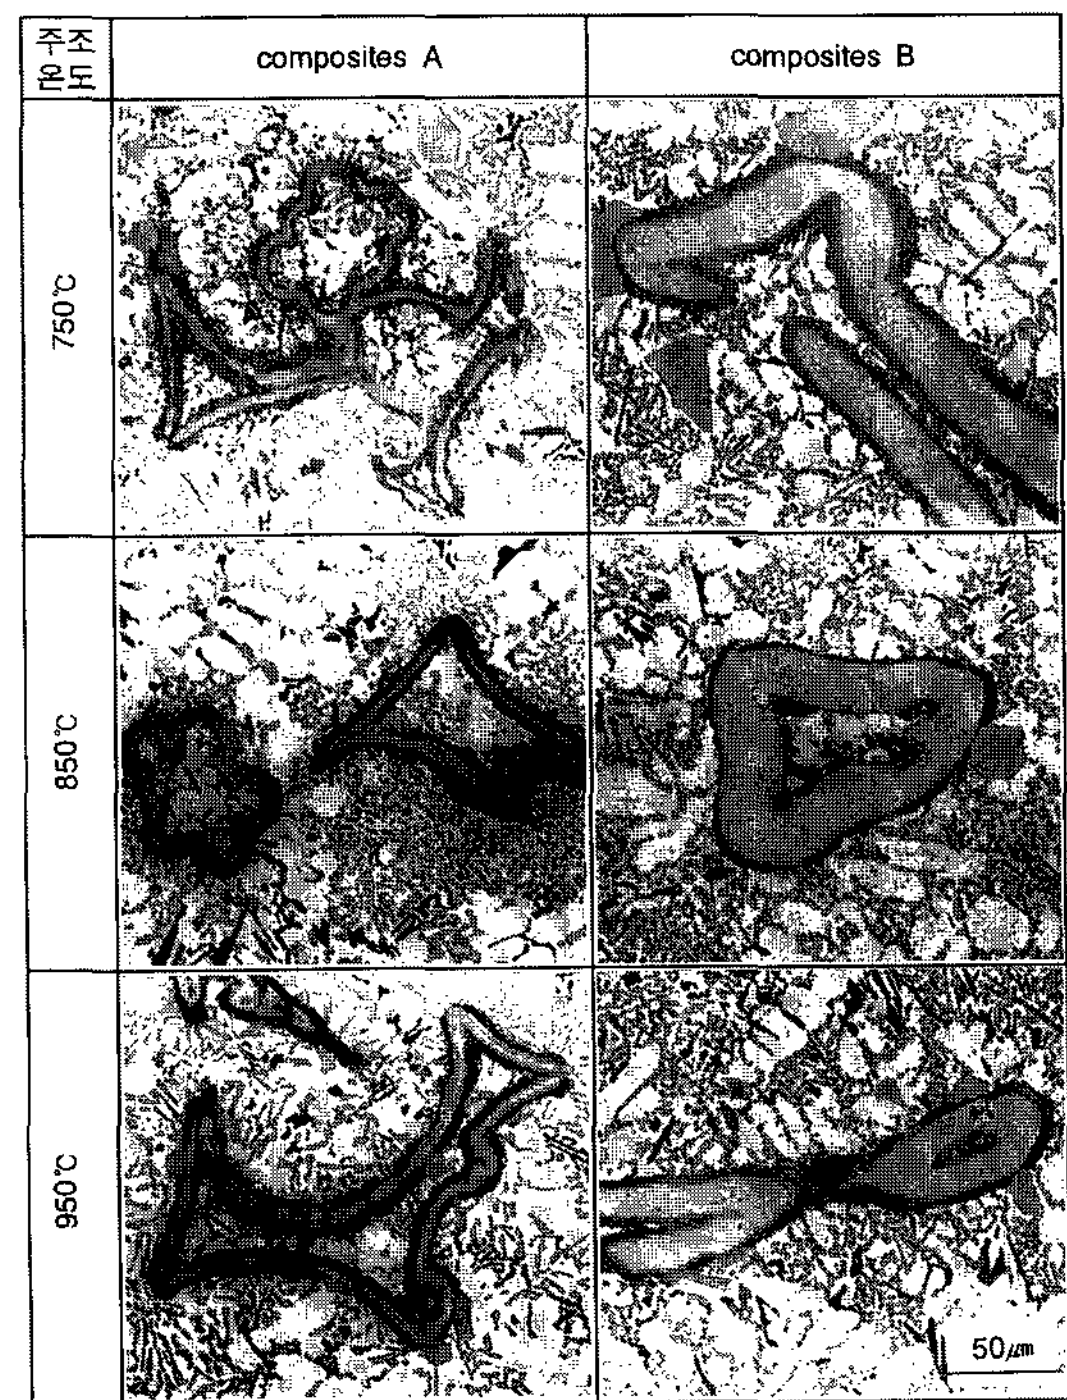 주조
온도
composites A
composites B
750℃
850℃
950℃
50㎛